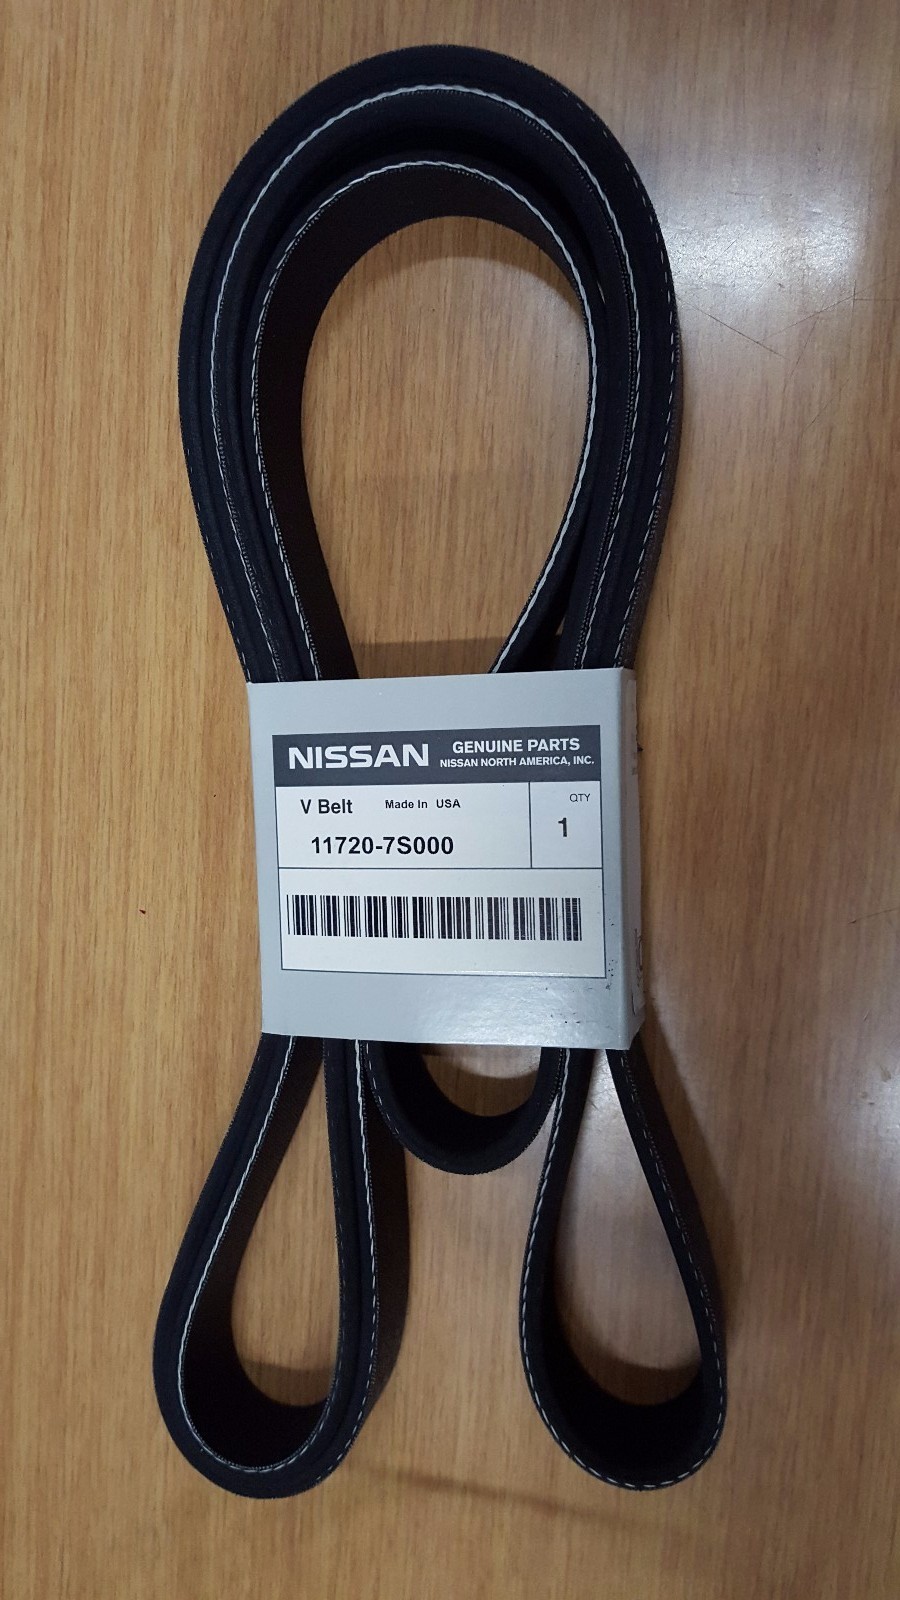 NISSAN GENUINE PARTS
NISSAN NORTH AMERICA, INC.
V Belt Made In USA QTY
11720-7S000 1